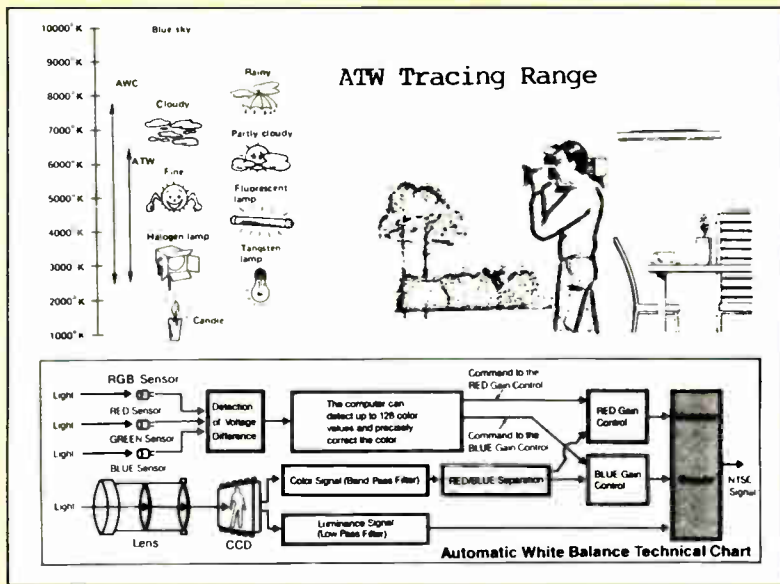 ATW Tracing Range
10000°K
9000°K
8000°K
7000°K
6000°K
5000°K
4000°K
3000°K
2000°K
1000°K
AWC
ATW
Blue sky
Rainy
Cloudy
Partly cloudy
Fine
Fluorescent
lamp
Halogen lamp
Tangsten
lamp
Candle
RGB Sensor
Light
RED Sensor
Light
GREEN Sensor
Light
BLUE Sensor
Detection
of Voltage
Difference
The computer can
detect up to 128 color
values and precisely
correct the color
Command to the
RED Gain Control
Command to the
BLUE Gain Control
RED Gain
Control
BLUE Gain
Control
NTSC
Signal
Light
Lens
CCD
Color Signal (Band Pass Filter)
RED/BLUE Separation
Luminance Signal
(Low Pass Filter)
Automatic White Balance Technical Chart